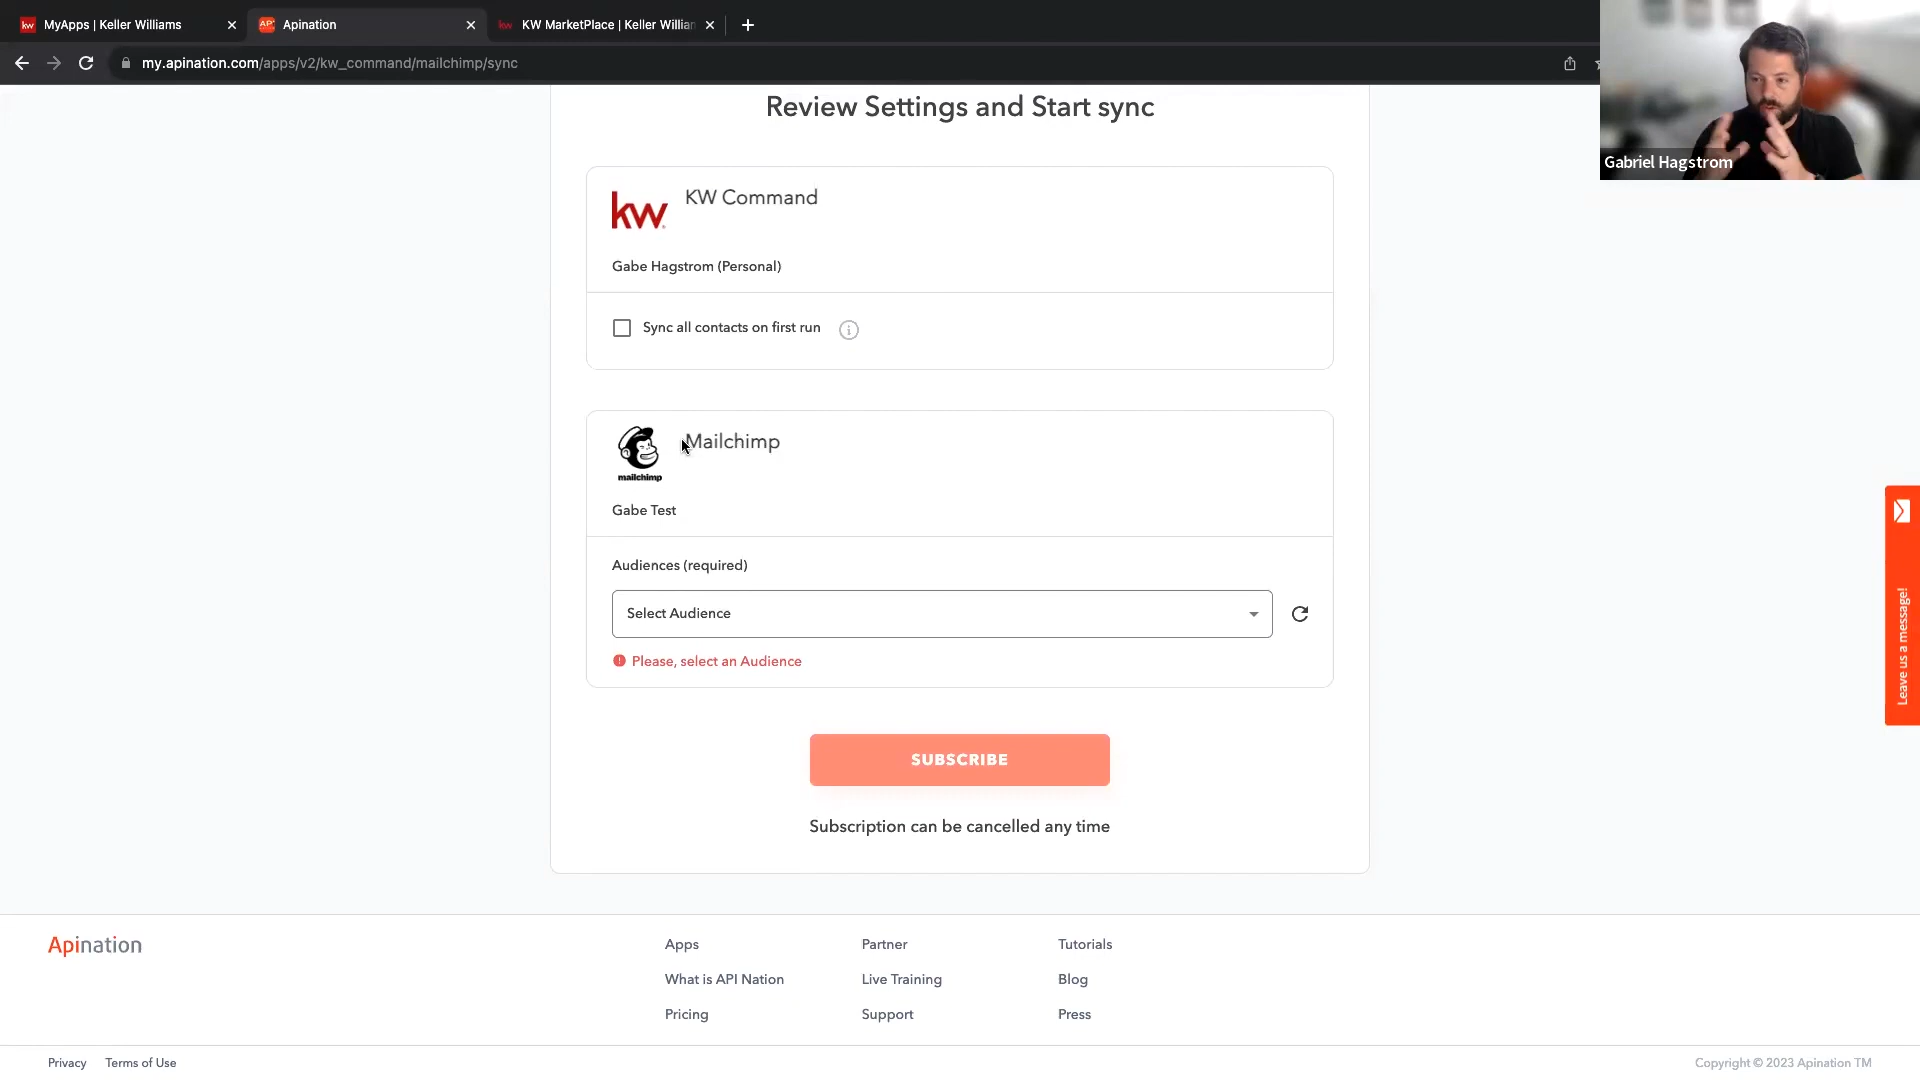 MyApps | Keller Williams
Apination
KW MarketPlace | Keller Willian
my.apination.com/apps/v2/kw_command/mailchimp/sync
Gabriel Hagstrom
Review Settings and Start sync
kw
KW Command
Gabe Hagstrom (Personal)
Sync all contacts on first run
mailchimp
Mailchimp
Gabe Test
Audiences (required)
Select Audience
Please, select an Audience
SUBSCRIBE
Subscription can be cancelled any time
Leave us a message!
Apination
Apps
Partner
Tutorials
What is API Nation
Live Training
Blog
Pricing
Support
Press
Privacy
Terms of Use
Copyright © 2023 Apination TM